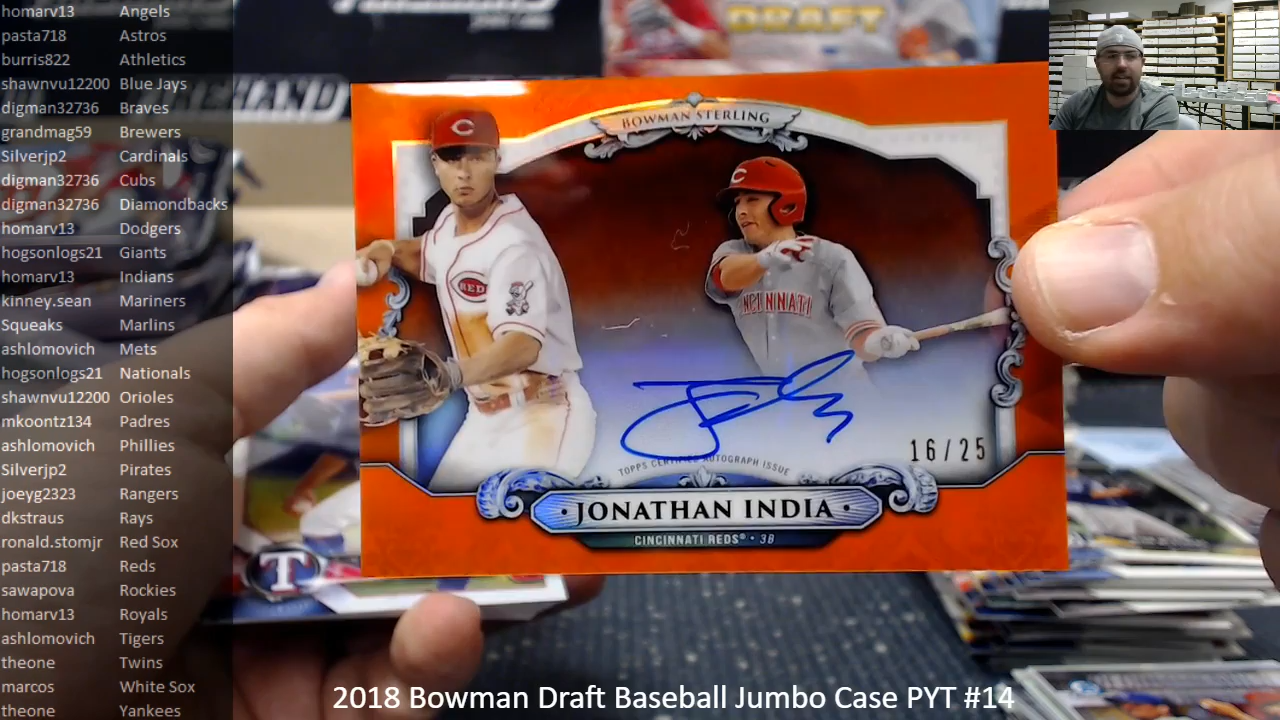 homarv13 Angels
pasta718 Astros
burris822 Athletics
shawnvu12200 Blue Jays
digman32736 Braves
grandmag59 Brewers
Silverjp2 Cardinals
digman32736 Cubs
digman32736 Diamondbacks
homarv13 Dodgers
hogsonlogs21 Giants
homarv13 Indians
kinney.sean Mariners
Squeaks Marlins
ashlomovich Mets
hogsonlogs21 Nationals
shawnvu12200 Orioles
mkoontz134 Padres
ashlomovich Phillies
Silverjp2 Pirates
joeyg2323 Rangers
dkstraus Rays
ronald.stomjr Red Sox
pasta718 Reds
sawapova Rockies
homarv13 Royals
ashlomovich Tigers
theone Twins
marcos White Sox
theone Yankees
DRAFT
BOWMAN STERLING
C
C
REDS
CINCINNATI
16/25
TOPPS CERTIFIED AUTOGRAPH ISSUE
·JONATHAN INDIA·
CINCINNATI REDS® · 3B
T
2018 Bowman Draft Baseball Jumbo Case PYT #14